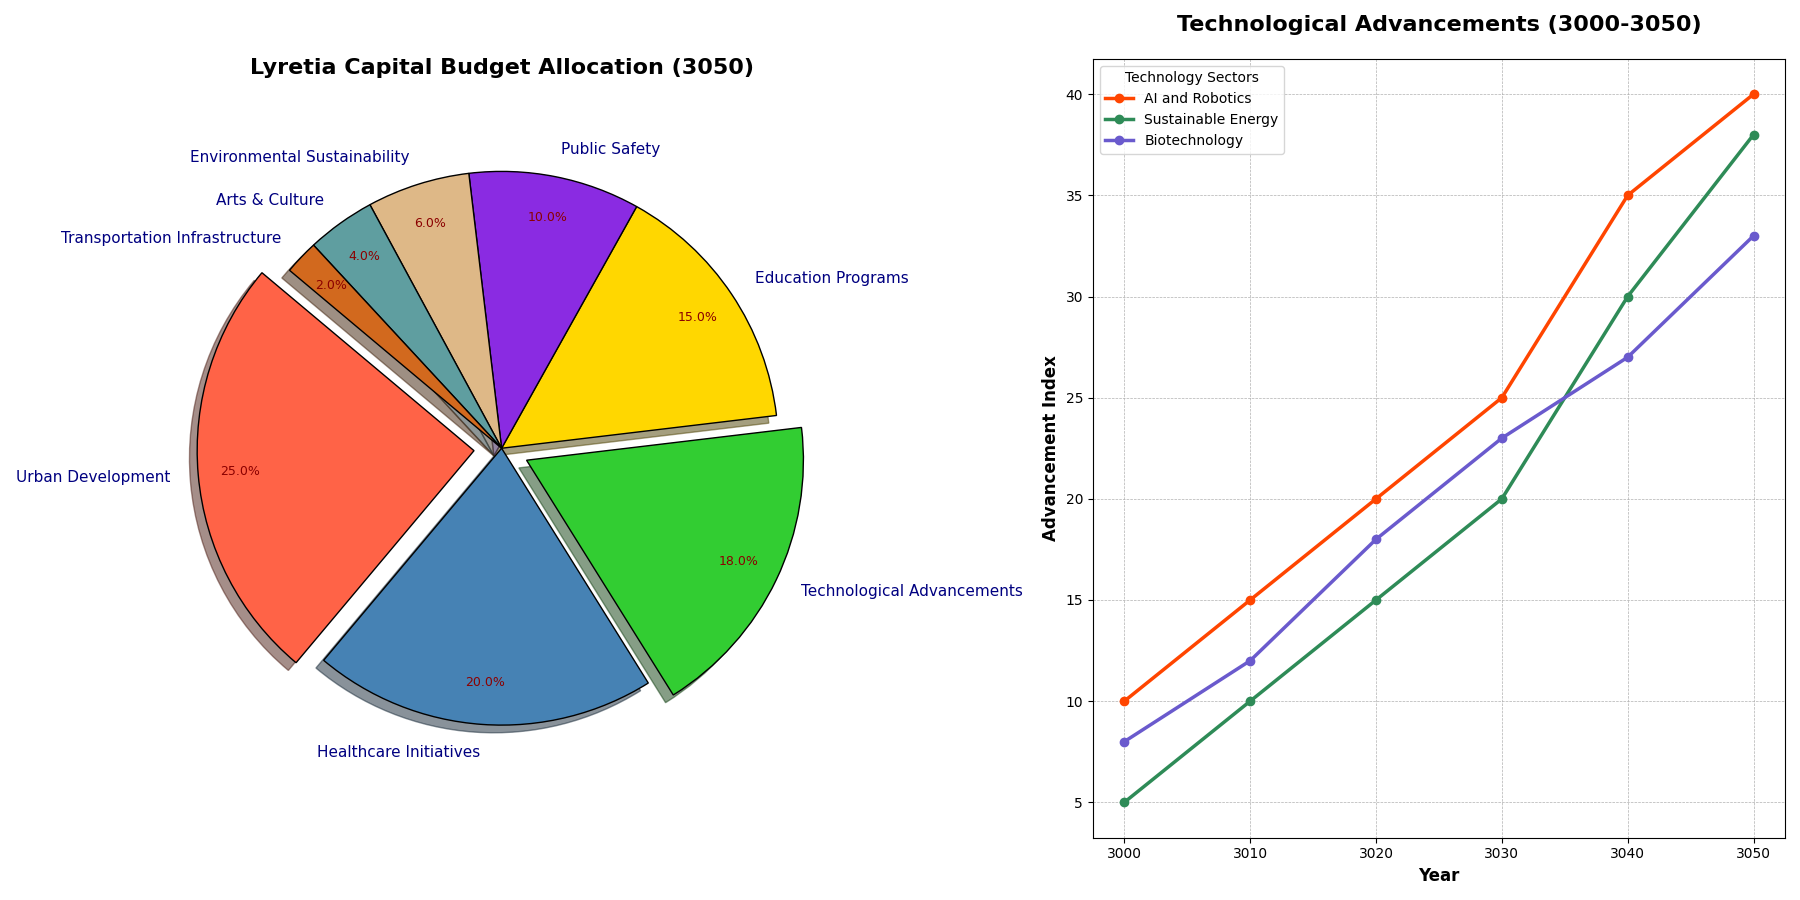 Lyretia Capital Budget Allocation (3050)
Public Safety
Environmental Sustainability
Arts & Culture
Transportation Infrastructure
Education Programs
Urban Development
Technological Advancements
Healthcare Initiatives
10.0%
6.0%
4.0%
2.0%
15.0%
25.0%
18.0%
20.0%
Technological Advancements (3000-3050)
Technology Sectors
AI and Robotics
Sustainable Energy
Biotechnology
Advancement Index
40
35
30
25
20
15
10
5
3000 3010 3020 3030 3040 3050
Year